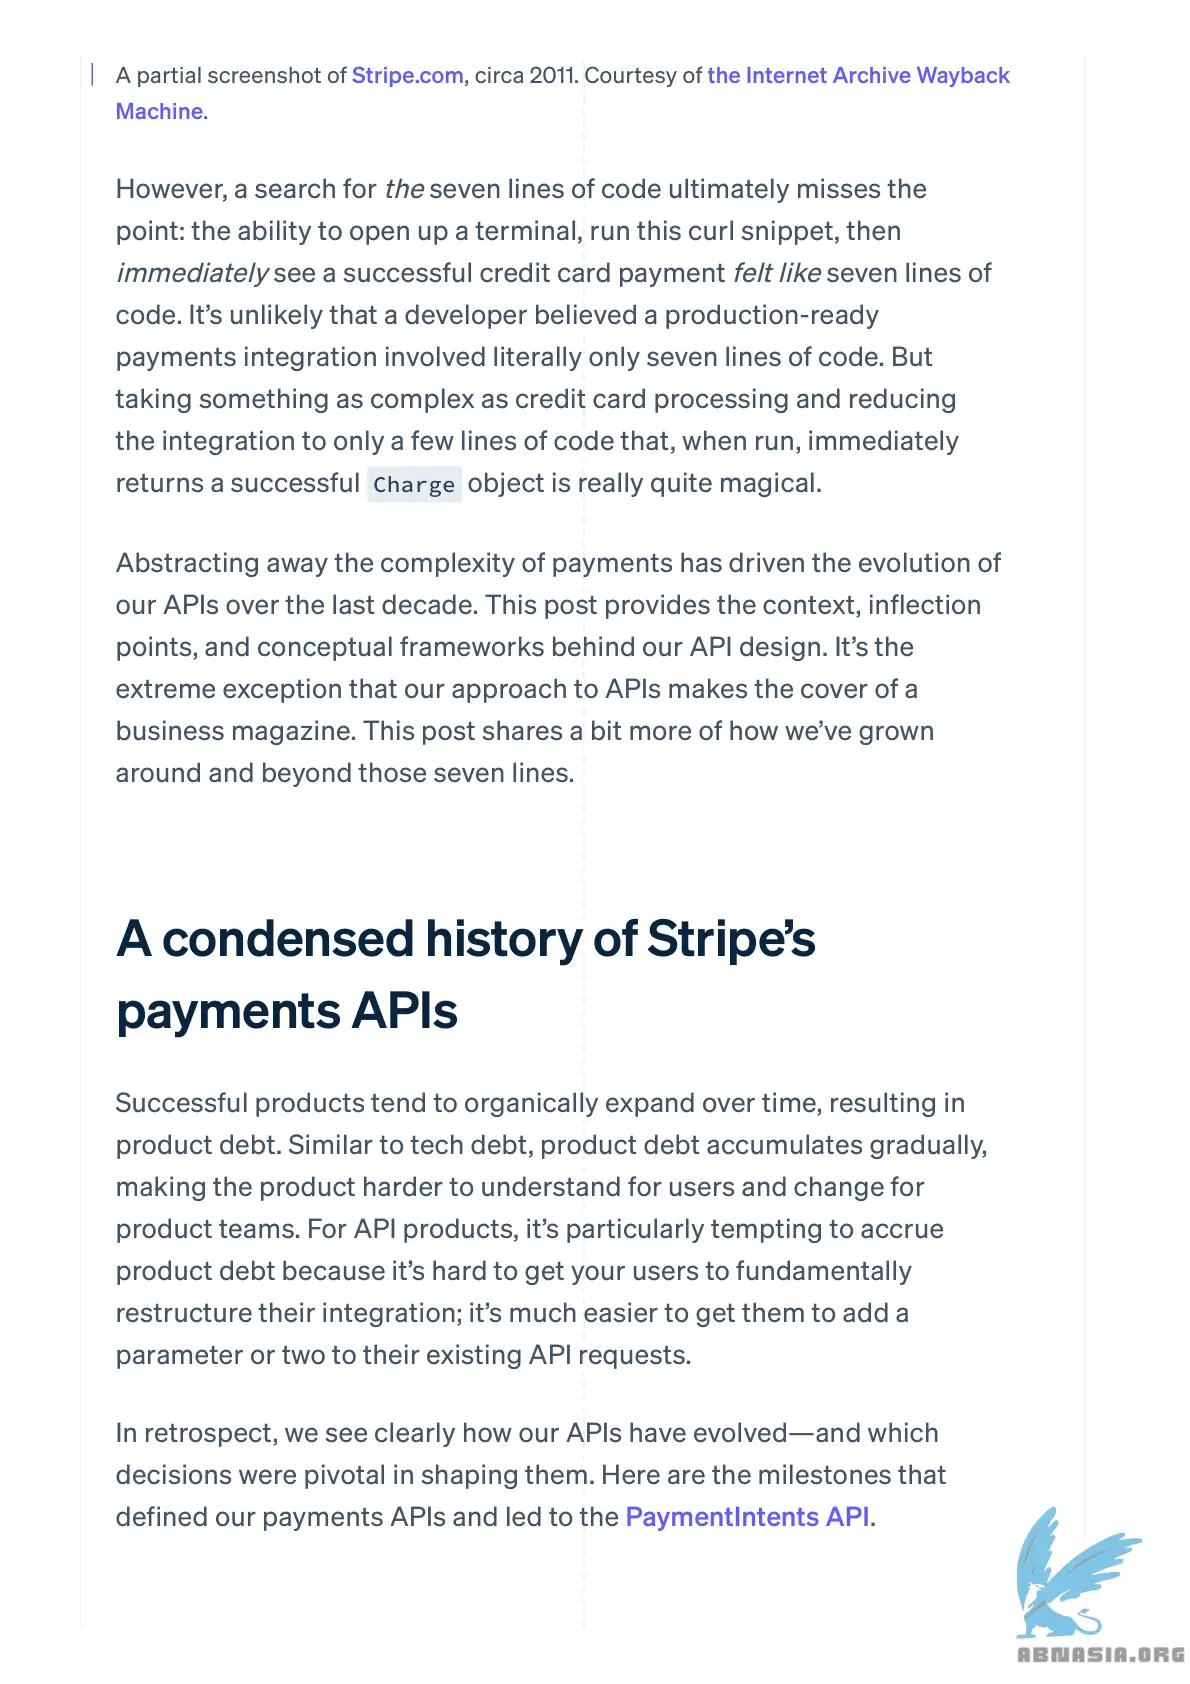 A partial screenshot of Stripe.com, circa 2011. Courtesy of the Internet Archive Wayback
Machine.
However, a search for the seven lines of code ultimately misses the
point: the ability to open up a terminal, run this curl snippet, then
immediately see a successful credit card payment felt like seven lines of
code. It’s unlikely that a developer believed a production-ready
payments integration involved literally only seven lines of code. But
taking something as complex as credit card processing and reducing
the integration to only a few lines of code that, when run, immediately
returns a successful Charge object is really quite magical.
Abstracting away the complexity of payments has driven the evolution of
our APIs over the last decade. This post provides the context, inflection
points, and conceptual frameworks behind our API design. It’s the
extreme exception that our approach to APIs makes the cover of a
business magazine. This post shares a bit more of how we’ve grown
around and beyond those seven lines.
A condensed history of Stripe’s
payments APIs
Successful products tend to organically expand over time, resulting in
product debt. Similar to tech debt, product debt accumulates gradually,
making the product harder to understand for users and change for
product teams. For API products, it’s particularly tempting to accrue
product debt because it’s hard to get your users to fundamentally
restructure their integration; it’s much easier to get them to add a
parameter or two to their existing API requests.
In retrospect, we see clearly how our APIs have evolved—and which
decisions were pivotal in shaping them. Here are the milestones that
defined our payments APIs and led to the PaymentIntents API.
ABNASIA.ORG